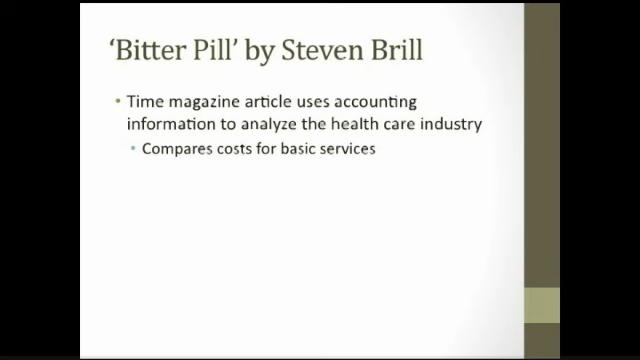 ‘Bitter Pill’ by Steven Brill
• Time magazine article uses accounting
information to analyze the health care industry
• Compares costs for basic services